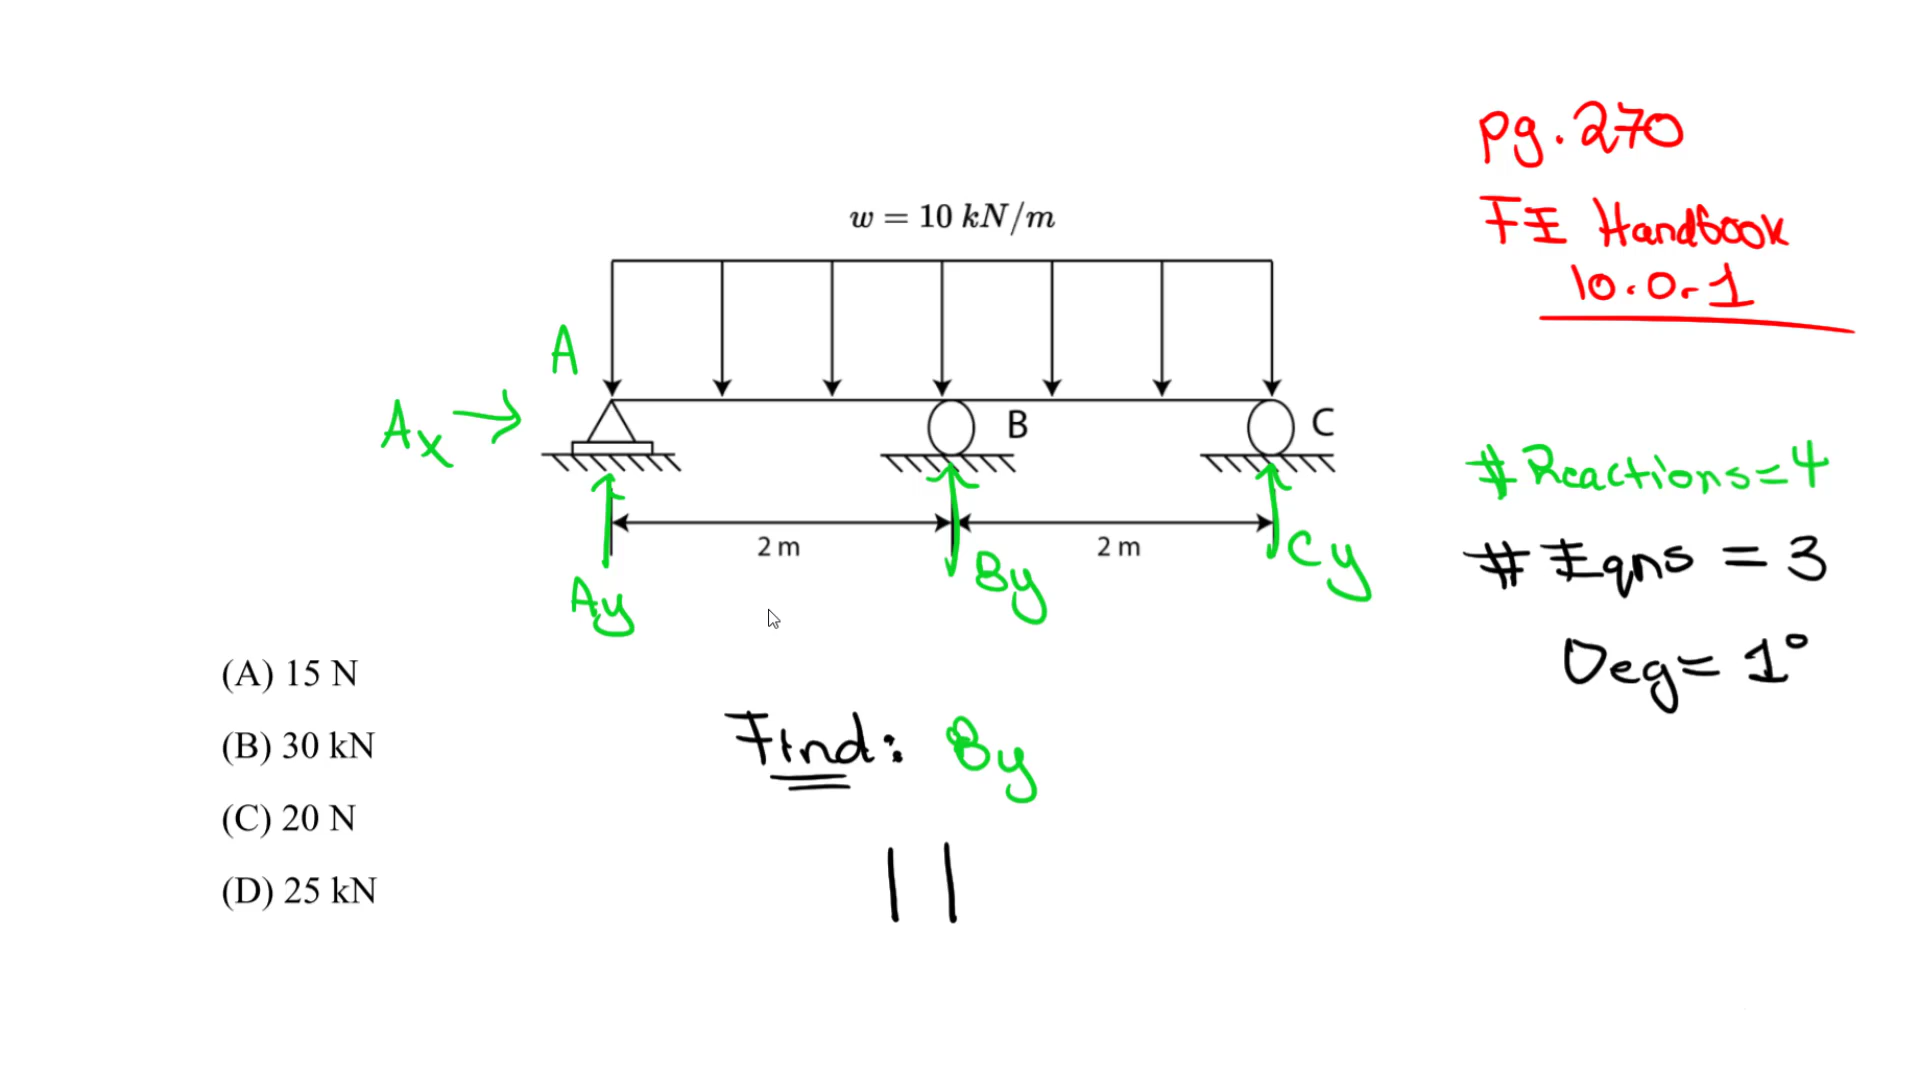 pg.270
FE Handbook
10.0.1
w = 10 kN/m
A
Ax
B
C
#Reactions=4
# Eqns = 3
Deg= 1°
2 m
2 m
Ay
By
Cy
(A) 15 N
(B) 30 kN
(C) 20 N
(D) 25 kN
Find: By